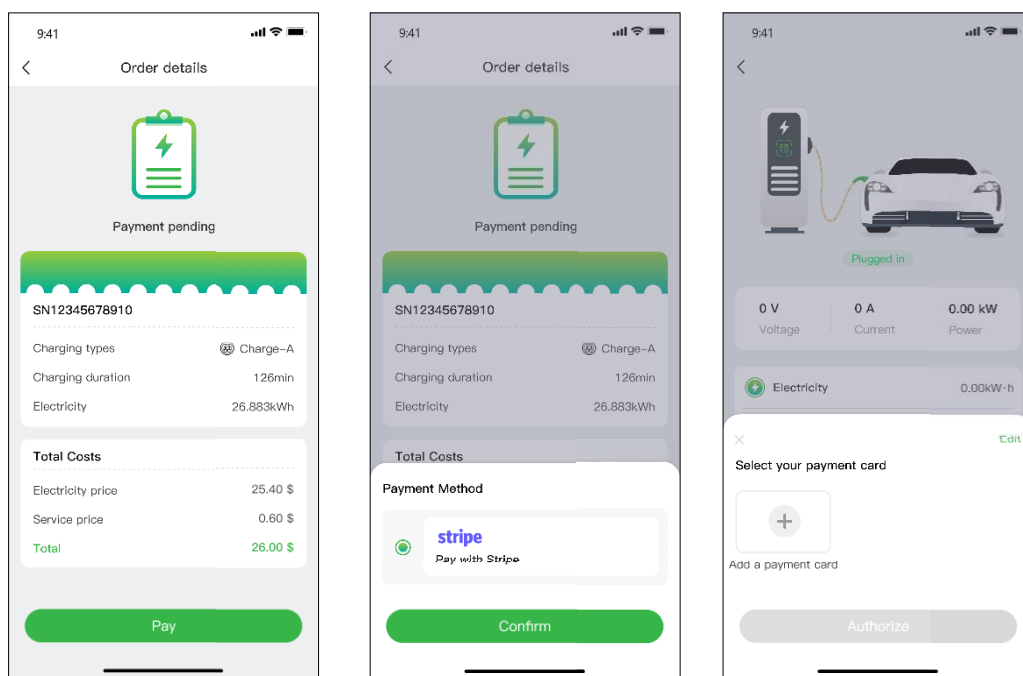 9:41
Order details
Payment pending
SN12345678910
Charging types Charge-A
Charging duration 126min
Electricity 26.883kWh
Total Costs
Electricity price 25.40 $
Service price 0.60 $
Total 26.00 $
Pay
9:41
Order details
Payment pending
SN12345678910
Charging types Charge-A
Charging duration 126min
Electricity 26.883kWh
Total Costs
Payment Method
stripe
Pay with Stripe
Confirm
9:41
Plugged in
0 V 0 A 0.00 kW
Voltage Current Power
Electricity 0.00kW·h
Edit
Select your payment card
Add a payment card
Authorize